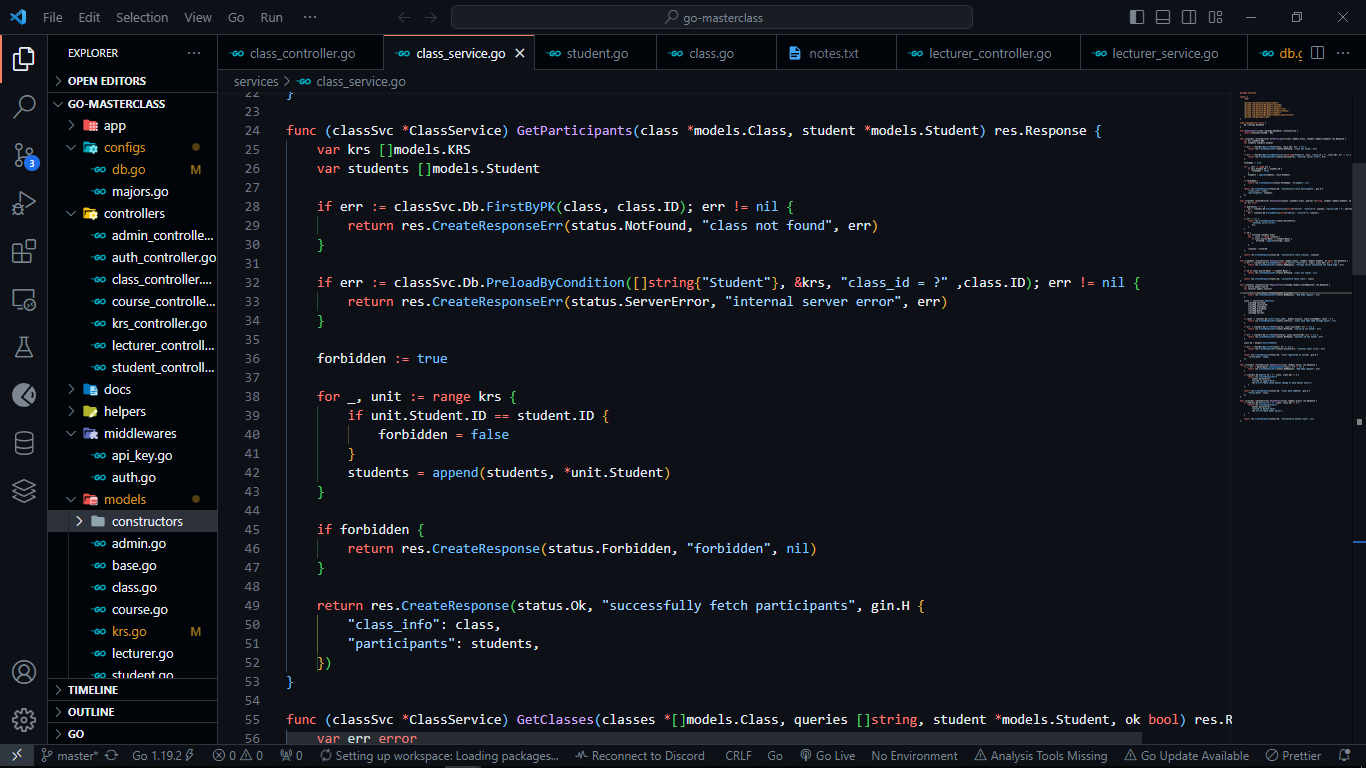 File Edit Selection View Go Run ··· go-masterclass
EXPLORER ···
class_controller.go class_service.go student.go class.go notes.txt lecturer_controller.go lecturer_service.go db.g
services > class_service.go
OPEN EDITORS
GO-MASTERCLASS
app
configs
db.go M
majors.go
controllers
admin_controlle...
auth_controller.go
class_controller....
course_controlle...
krs_controller.go
lecturer_controll...
student_controll...
docs
helpers
middlewares
api_key.go
auth.go
models
constructors
admin.go
base.go
class.go
course.go
krs.go M
lecturer.go
student.go
TIMELINE
OUTLINE
GO
3
22 }
23
24 func (classSvc *ClassService) GetParticipants(class *models.Class, student *models.Student) res.Response {
25 var krs []models.KRS
26 var students []models.Student
27
28 if err := classSvc.Db.FirstByPK(class, class.ID); err != nil {
29 return res.CreateResponseErr(status.NotFound, "class not found", err)
30 }
31
32 if err := classSvc.Db.PreloadByCondition([]string{"Student"}, &krs, "class_id = ?" ,class.ID); err != nil {
33 return res.CreateResponseErr(status.ServerError, "internal server error", err)
34 }
35
36 forbidden := true
37
38 for _, unit := range krs {
39 if unit.Student.ID == student.ID {
40 forbidden = false
41 }
42 students = append(students, *unit.Student)
43 }
44
45 if forbidden {
46 return res.CreateResponse(status.Forbidden, "forbidden", nil)
47 }
48
49 return res.CreateResponse(status.Ok, "successfully fetch participants", gin.H {
50 "class_info": class,
51 "participants": students,
52 })
53 }
54
55 func (classSvc *ClassService) GetClasses(classes *[]models.Class, queries []string, student *models.Student, ok bool) res.R
56 var err error
master* Go 1.19.2 0 0 0 Setting up workspace: Loading packages... Reconnect to Discord CRLF Go Go Live No Environment Analysis Tools Missing Go Update Available Prettier